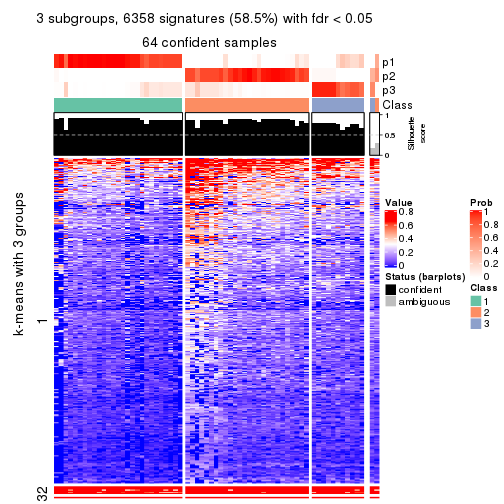 3 subgroups, 6358 signatures (58.5%) with fdr < 0.05
64 confident samples
p1
p2
p3
Class
1
0.5
0
Silhouette
score
k-means with 3 groups
1
32
Value
0.8
0.6
0.4
0.2
0
Status (barplots)
confident
ambiguous
Prob
1
0.8
0.6
0.4
0.2
0
Class
1
2
3